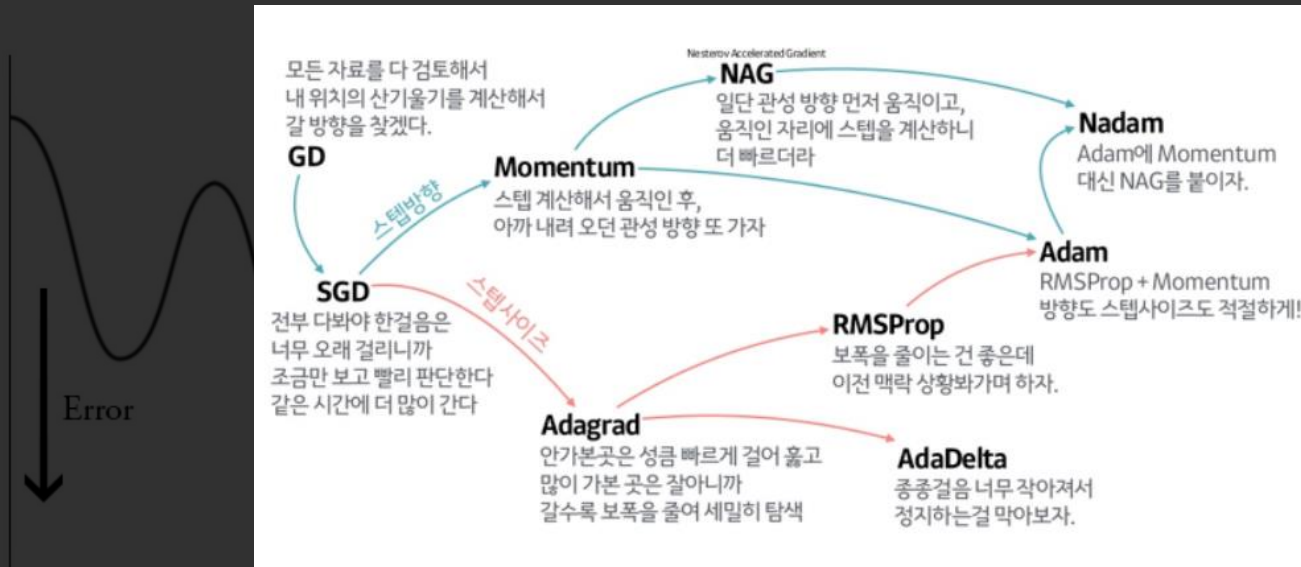 모든 자료를 다 검토해서
내 위치의 산기울기를 계산해서
갈 방향을 찾겠다.
GD
스텝방향
SGD
전부 다봐야 한걸음은
너무 오래 걸리니까
조금만 보고 빨리 판단한다
같은 시간에 더 많이 간다
Momentum
스텝 계산해서 움직인 후,
아까 내려 오던 관성 방향 또 가자
Nesterov Accelerated Gradient
NAG
일단 관성 방향 먼저 움직이고,
움직인 자리에 스텝을 계산하니
더 빠르더라
Nadam
Adam에 Momentum
대신 NAG를 붙이자.
Adam
RMSProp + Momentum
방향도 스텝사이즈도 적절하게!
스텝사이즈
RMSProp
보폭을 줄이는 건 좋은데
이전 맥락 상황봐가며 하자.
Adagrad
안가본곳은 성큼 빠르게 걸어 훓고
많이 가본 곳은 잘아니까
갈수록 보폭을 줄여 세밀히 탐색
AdaDelta
종종걸음 너무 작아져서
정지하는걸 막아보자.
Error